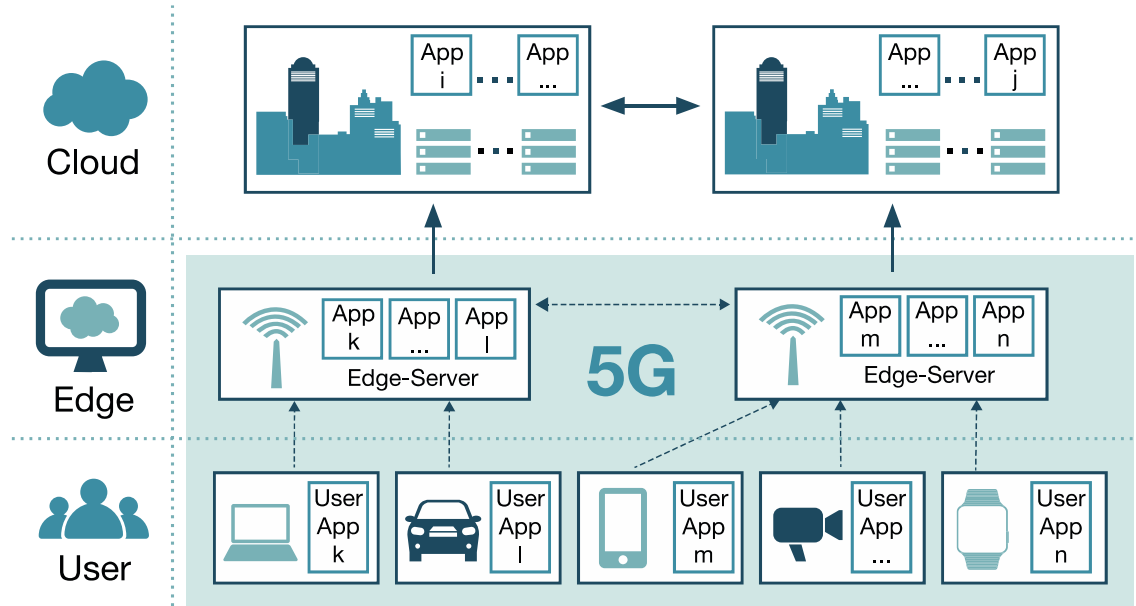 App
i
App
...
App
...
App
j
Cloud
App
k
App
...
App
l
Edge-Server
5G
App
m
App
...
App
n
Edge-Server
Edge
User
App
k
User
App
l
User
App
m
User
App
...
User
App
n
User